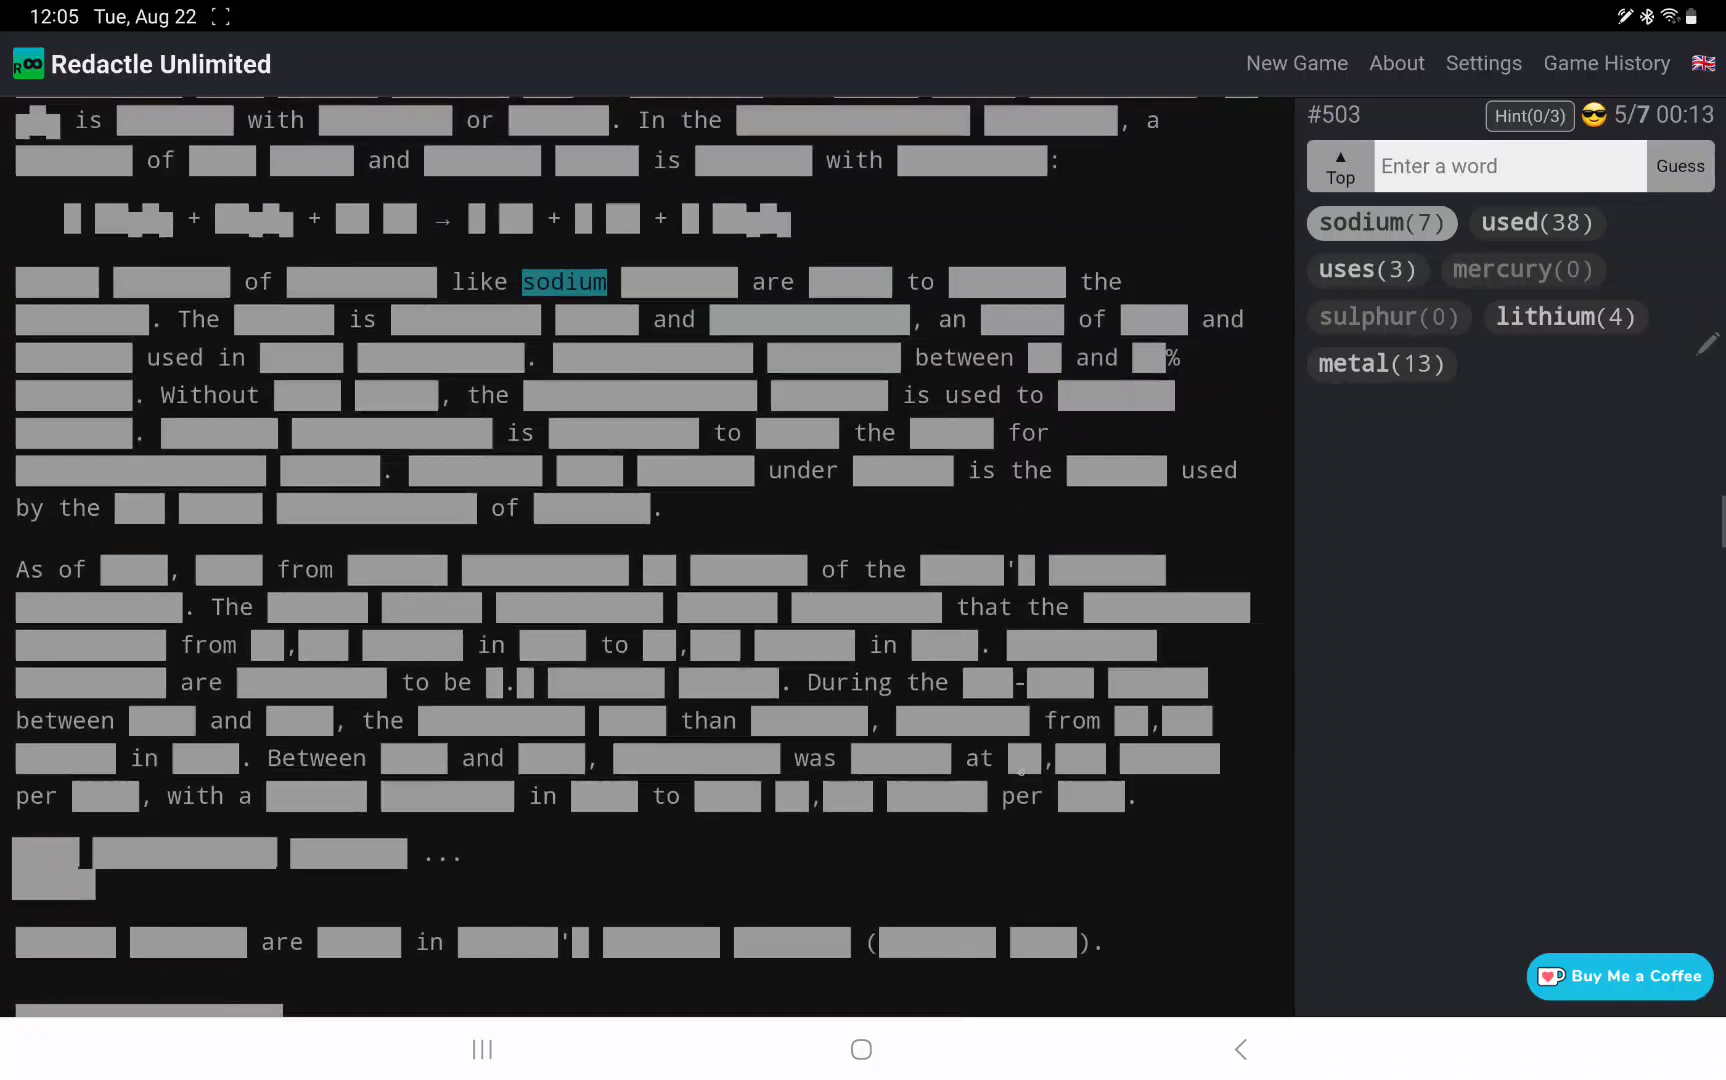 12:05 Tue, Aug 22
Redactle Unlimited
New Game About Settings Game History
is with or . In the , a
of and is with :
+ + → + +
of like sodium are to the
. The is and , an of and
used in . between and %
. Without , the is used to
. is to the for
. under is the used
by the of .
As of , from of the '
. The that the
from , in to , in .
are to be . . During the -
between and , the than , from ,
in . Between and , was at ,
per , with a in to , per .
...
are in ' ( ).
#503 Hint(0/3) 😎 5/7 00:13
▲
Top Enter a word Guess
sodium(7) used(38)
uses(3) mercury(0)
sulphur(0) lithium(4)
metal(13)
Buy Me a Coffee